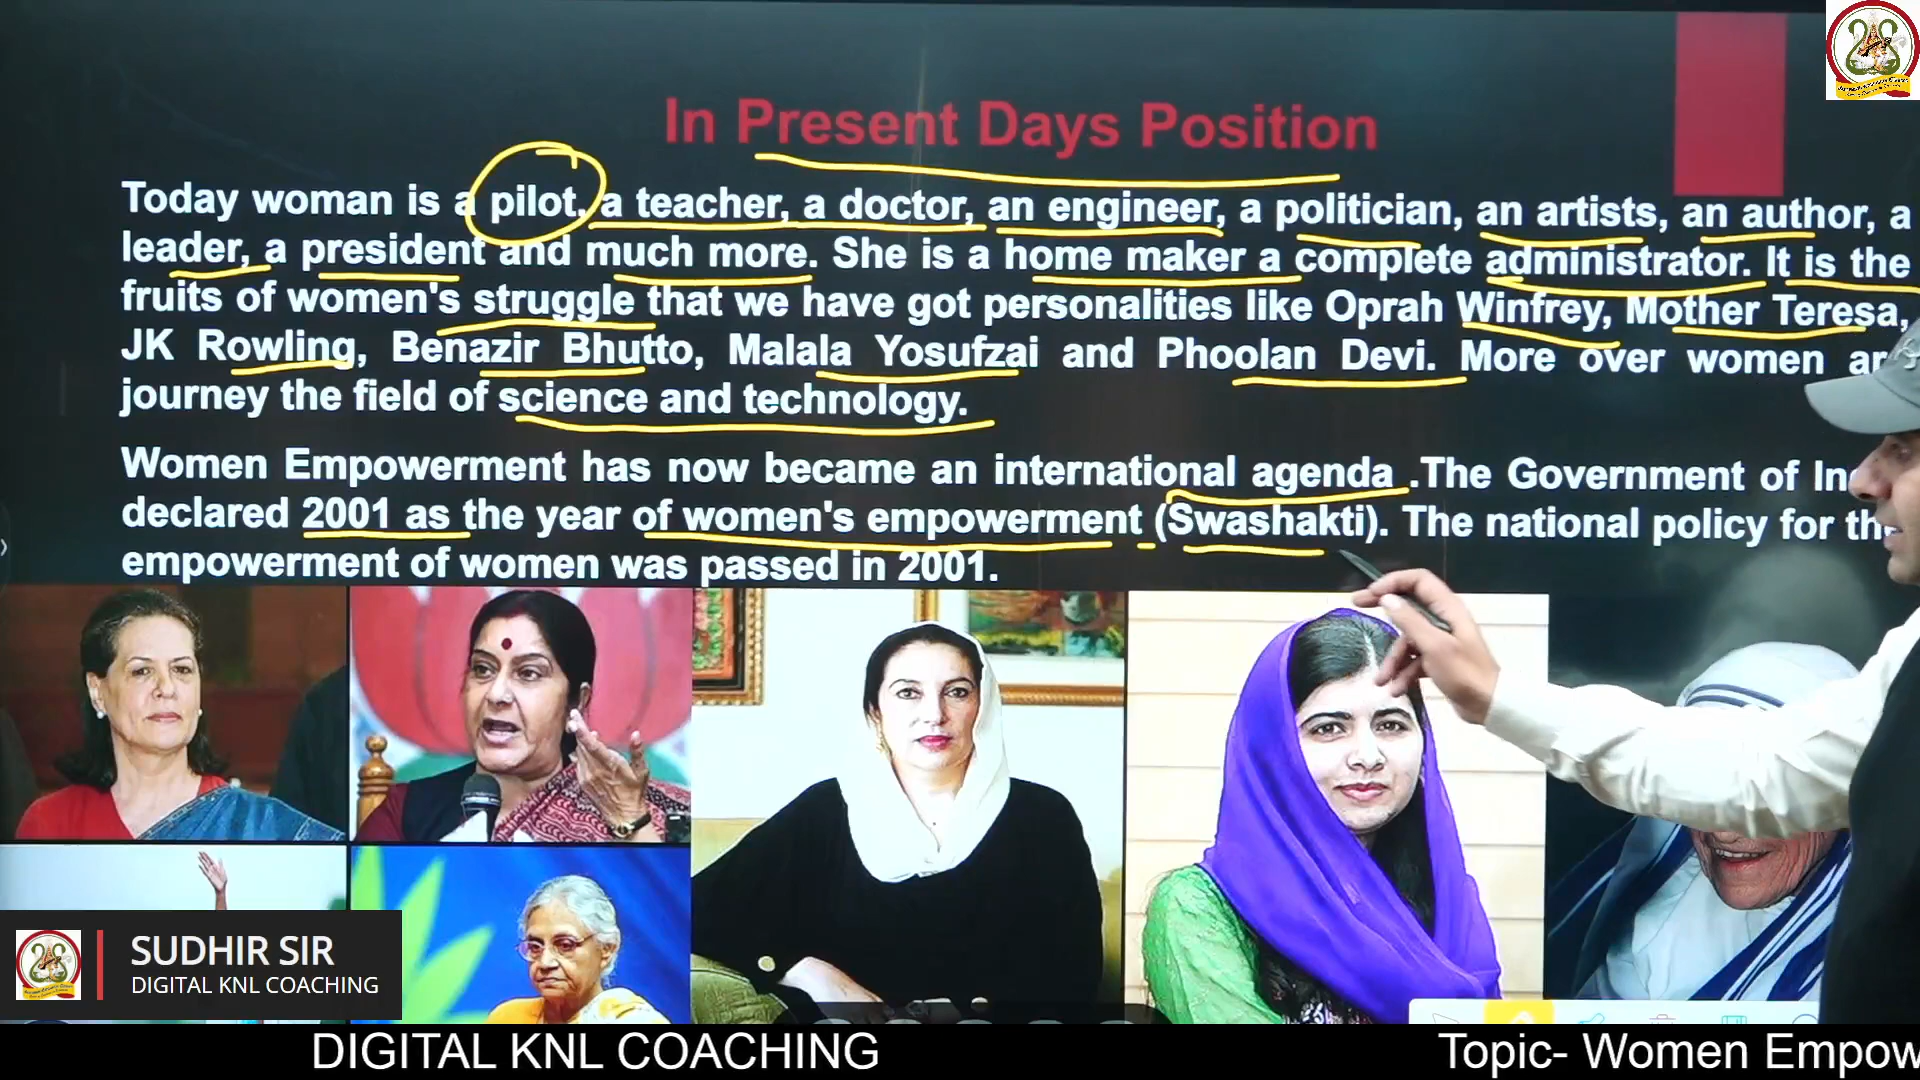 In Present Days Position
Today woman is a pilot, a teacher, a doctor, an engineer, a politician, an artists, an author, a
leader, a president and much more. She is a home maker a complete administrator. It is the
fruits of women's struggle that we have got personalities like Oprah Winfrey, Mother Teresa,
JK Rowling, Benazir Bhutto, Malala Yosufzai and Phoolan Devi. More over women ar
journey the field of science and technology.
Women Empowerment has now became an international agenda .The Government of In
declared 2001 as the year of women's empowerment (Swashakti). The national policy for th
empowerment of women was passed in 2001.
SUDHIR SIR
DIGITAL KNL COACHING
DIGITAL KNL COACHING
Topic- Women Empow